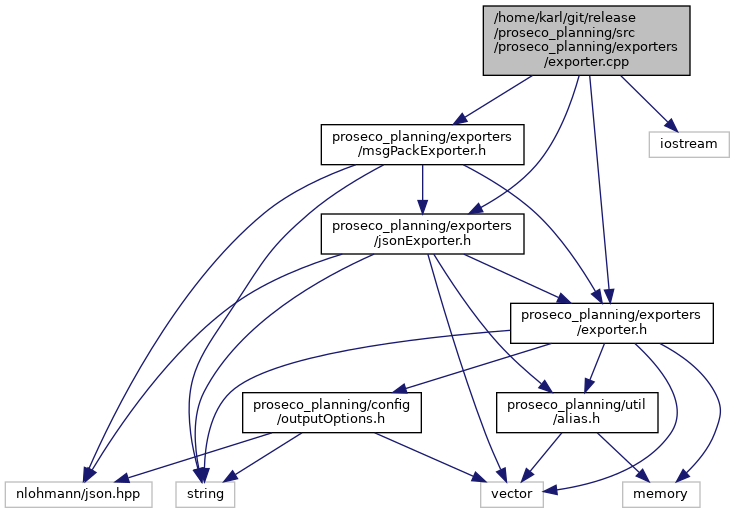 /home/karl/git/release
/proseco_planning/src
/proseco_planning/exporters
/exporter.cpp
proseco_planning/exporters
/msgPackExporter.h
iostream
proseco_planning/exporters
/jsonExporter.h
proseco_planning/exporters
/exporter.h
proseco_planning/config
/outputOptions.h
proseco_planning/util
/alias.h
nlohmann/json.hpp
string
vector
memory